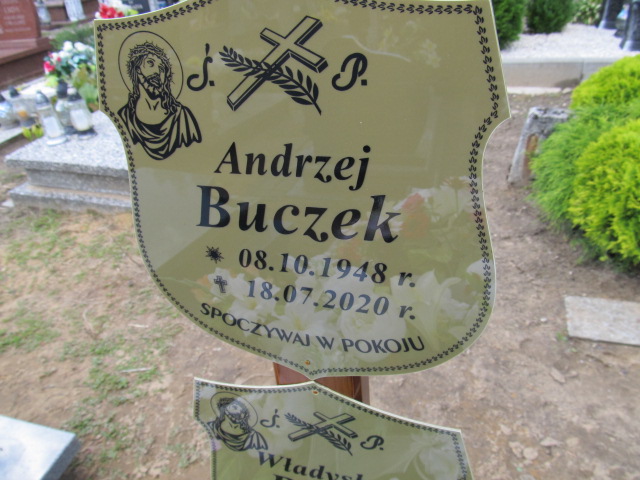 Ś. P.
Andrzej
Buczek
08.10.1948 r.
18.07.2020 r.
SPOCZYWAJ W POKOJU
Ś. P.